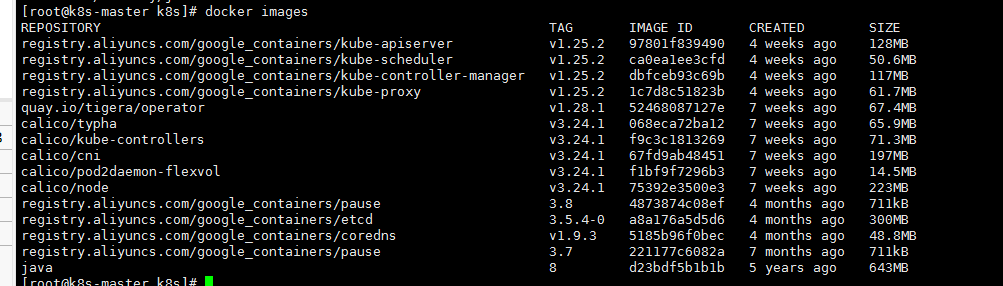 [root@k8s-master k8s]# docker images
REPOSITORY TAG IMAGE ID CREATED SIZE
registry.aliyuncs.com/google_containers/kube-apiserver v1.25.2 97801f839490 4 weeks ago 128MB
registry.aliyuncs.com/google_containers/kube-scheduler v1.25.2 ca0ea1ee3cfd 4 weeks ago 50.6MB
registry.aliyuncs.com/google_containers/kube-controller-manager v1.25.2 dbfceb93c69b 4 weeks ago 117MB
registry.aliyuncs.com/google_containers/kube-proxy v1.25.2 1c7d8c51823b 4 weeks ago 61.7MB
quay.io/tigera/operator v1.28.1 52468087127e 7 weeks ago 67.4MB
calico/typha v3.24.1 068eca72ba12 7 weeks ago 65.9MB
calico/kube-controllers v3.24.1 f9c3c1813269 7 weeks ago 71.3MB
calico/cni v3.24.1 67fd9ab48451 7 weeks ago 197MB
calico/pod2daemon-flexvol v3.24.1 f1bf9f7296b3 7 weeks ago 14.5MB
calico/node v3.24.1 75392e3500e3 7 weeks ago 223MB
registry.aliyuncs.com/google_containers/pause 3.8 4873874c08ef 4 months ago 711kB
registry.aliyuncs.com/google_containers/etcd 3.5.4-0 a8a176a5d5d6 4 months ago 300MB
registry.aliyuncs.com/google_containers/coredns v1.9.3 5185b96f0bec 4 months ago 48.8MB
registry.aliyuncs.com/google_containers/pause 3.7 221177c6082a 7 months ago 711kB
java 8 d23bdf5b1b1b 5 years ago 643MB
[root@k8s-master k8s]#